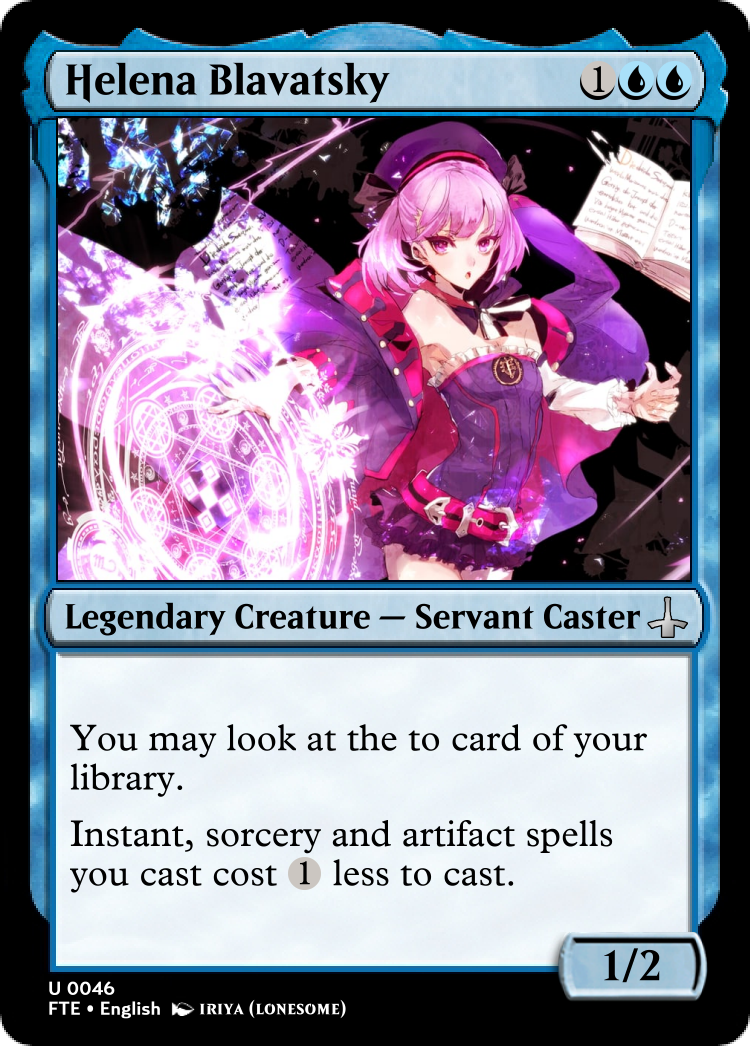 Helena Blavatsky 1
Legendary Creature — Servant Caster
You may look at the to card of your
library.
Instant, sorcery and artifact spells
you cast cost 1 less to cast.
1/2
U 0046
FTE • English IRIYA (LONESOME)